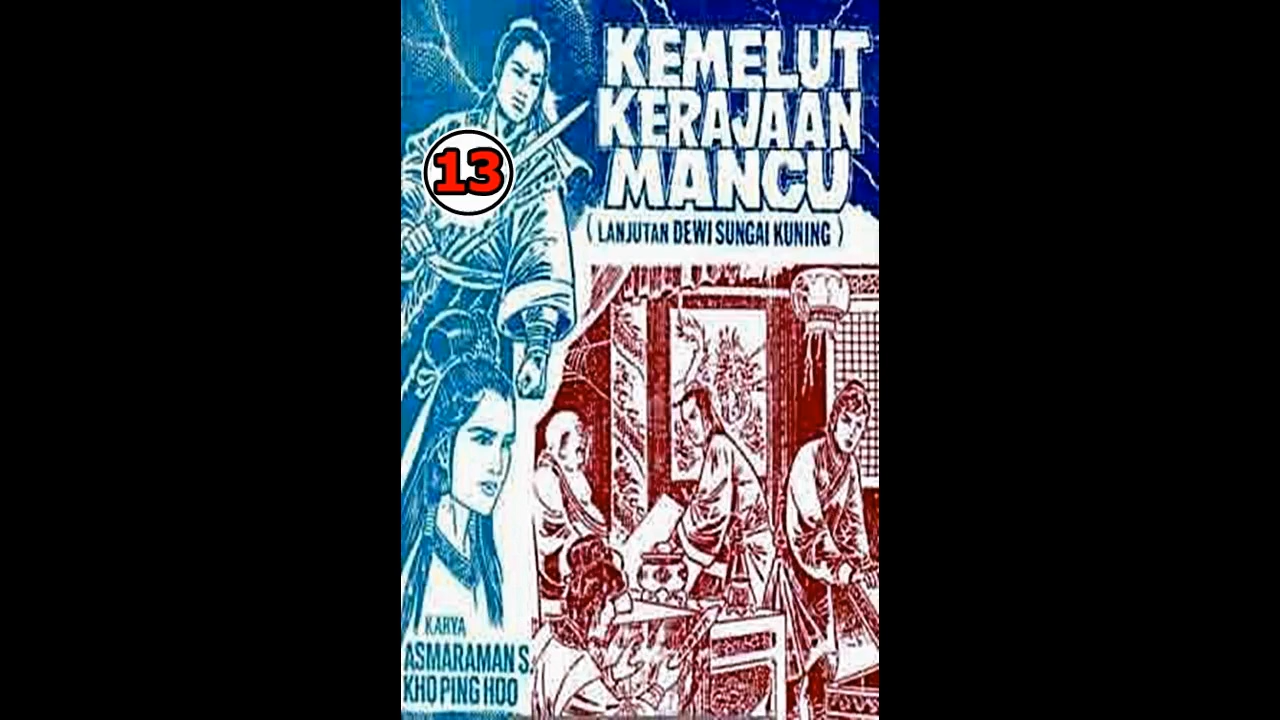 KEMELUT
KERAJAAN
MANCU
( LANJUTAN DEWI SUNGAI KUNING )
13
KARYA
ASMARAMAN S.
KHO PING HOO